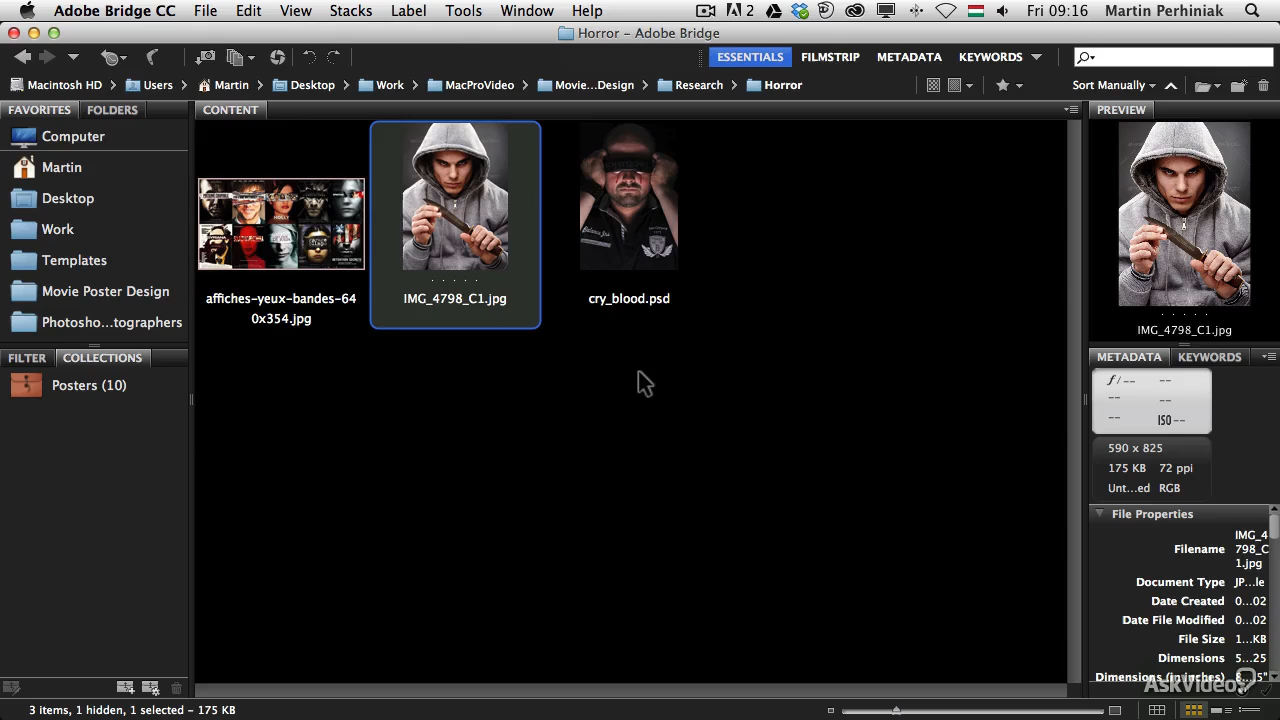 Adobe Bridge CC File Edit View Stacks Label Tools Window Help 2 Fri 09:16 Martin Perhiniak
Horror – Adobe Bridge
ESSENTIALS FILMSTRIP METADATA KEYWORDS
Macintosh HD Users Martin Desktop Work MacProVideo Movie...Design Research Horror Sort Manually
FAVORITES FOLDERS CONTENT PREVIEW
Computer
Martin
Desktop
Work
Templates
Movie Poster Design
Photosho...tographers
affiches-yeux-bandes-64
0x354.jpg
IMG_4798_C1.jpg
cry_blood.psd
IMG_4798_C1.jpg
FILTER COLLECTIONS
Posters (10)
METADATA KEYWORDS
f/-- --
-- --
-- ISO --
590 x 825
175 KB 72 ppi
Unt...ed RGB
File Properties
Filename IMG_4
798_C
1.jpg
Document Type JP...le
Date Created 0...02
Date File Modified 0...02
File Size 1...KB
Dimensions 5...25
Dimensions (in inches) 8...5"
AskVideo
3 items, 1 hidden, 1 selected - 175 KB